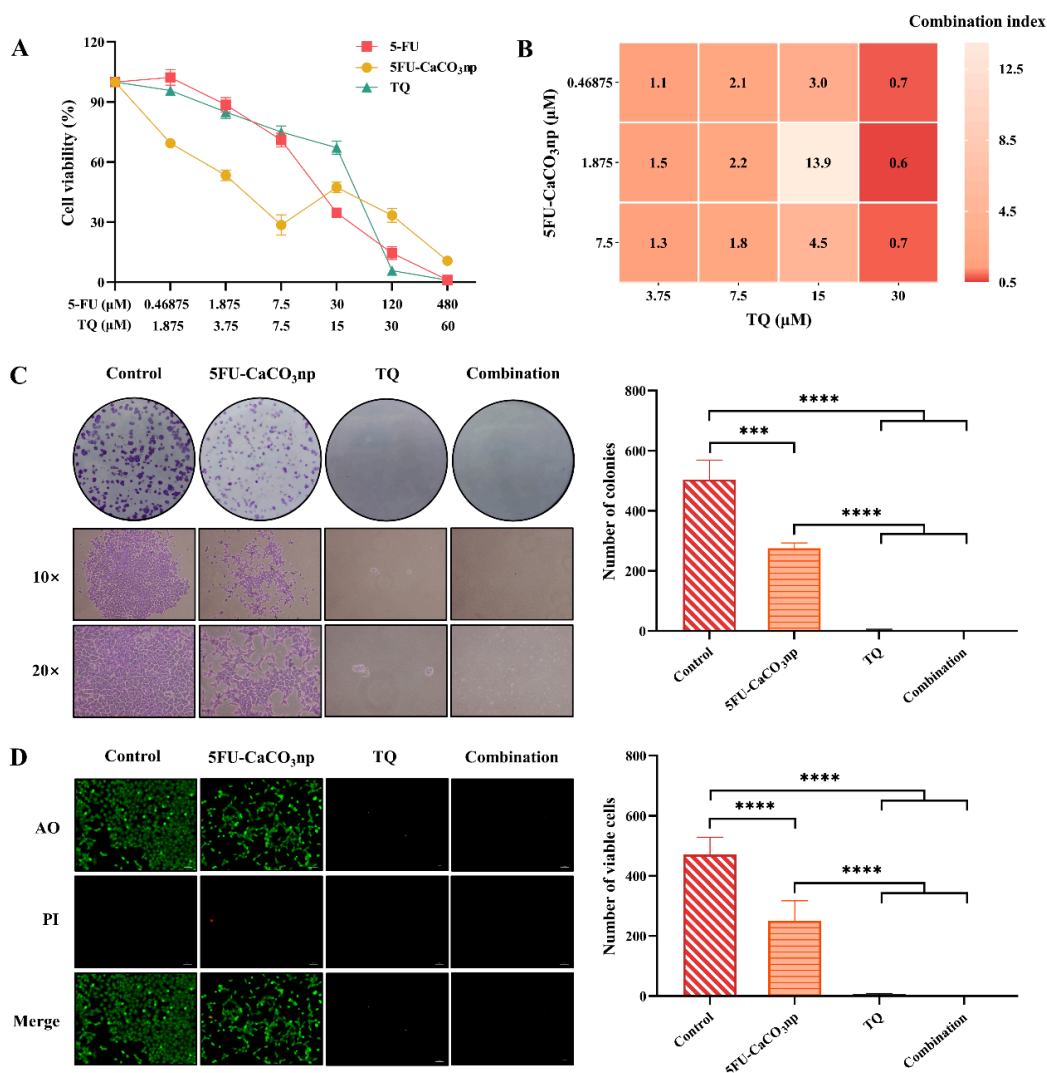 A
120
90
60
30
0
Cell viability (%)
5-FU
5FU-CaCO₃np
TQ
5-FU (μM) 0.46875 1.875 7.5 30 120 480
TQ (μM) 1.875 3.75 7.5 15 30 60
B
Combination index
5FU-CaCO₃np (μM)
0.46875 1.1 2.1 3.0 0.7
1.875 1.5 2.2 13.9 0.6
7.5 1.3 1.8 4.5 0.7
3.75 7.5 15 30
TQ (μM)
12.5
8.5
4.5
0.5
C
Control 5FU-CaCO₃np TQ Combination
10×
20×
Number of colonies
800
600
400
200
0
****
***
****
Control
5FU-CaCO₃np
TQ
Combination
D
Control 5FU-CaCO₃np TQ Combination
AO
PI
Merge
Number of viable cells
800
600
400
200
0
****
****
****
Control
5FU-CaCO₃np
TQ
Combination